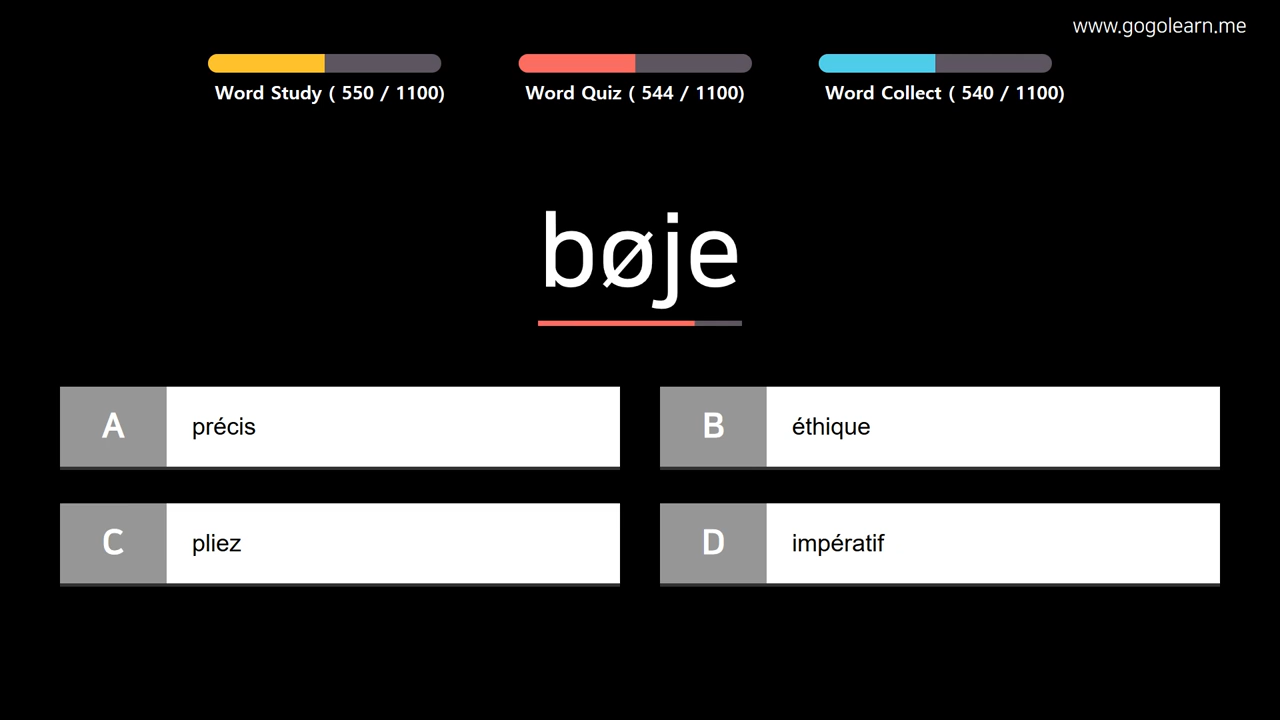 www.gogolearn.me
Word Study ( 550 / 1100)
Word Quiz ( 544 / 1100)
Word Collect ( 540 / 1100)
bøje
A précis
B éthique
C pliez
D impératif